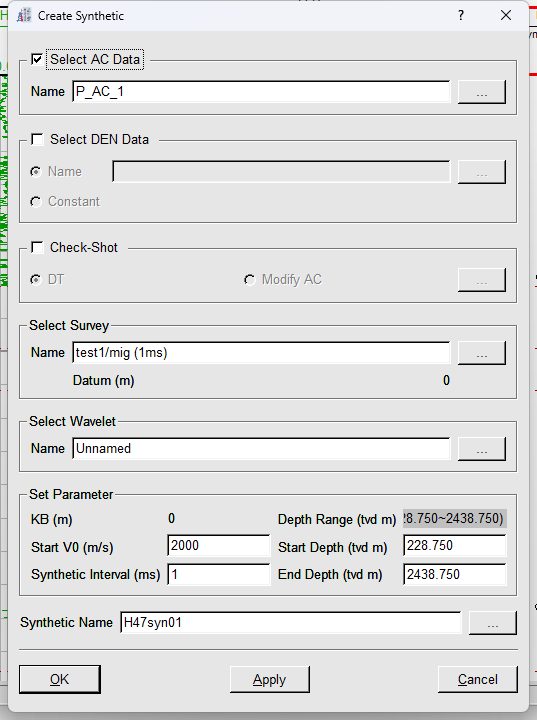 Create Synthetic ?
Select AC Data
Name P_AC_1 ...
Select DEN Data
Name ...
Constant
Check-Shot
DT Modify AC ...
Select Survey
Name test1/mig (1ms) ...
Datum (m) 0
Select Wavelet
Name Unnamed ...
Set Parameter
KB (m) 0 Depth Range (tvd m) 28.750~2438.750)
Start V0 (m/s) 2000 Start Depth (tvd m) 228.750
Synthetic Interval (ms) 1 End Depth (tvd m) 2438.750
Synthetic Name H47syn01 ...
OK Apply Cancel